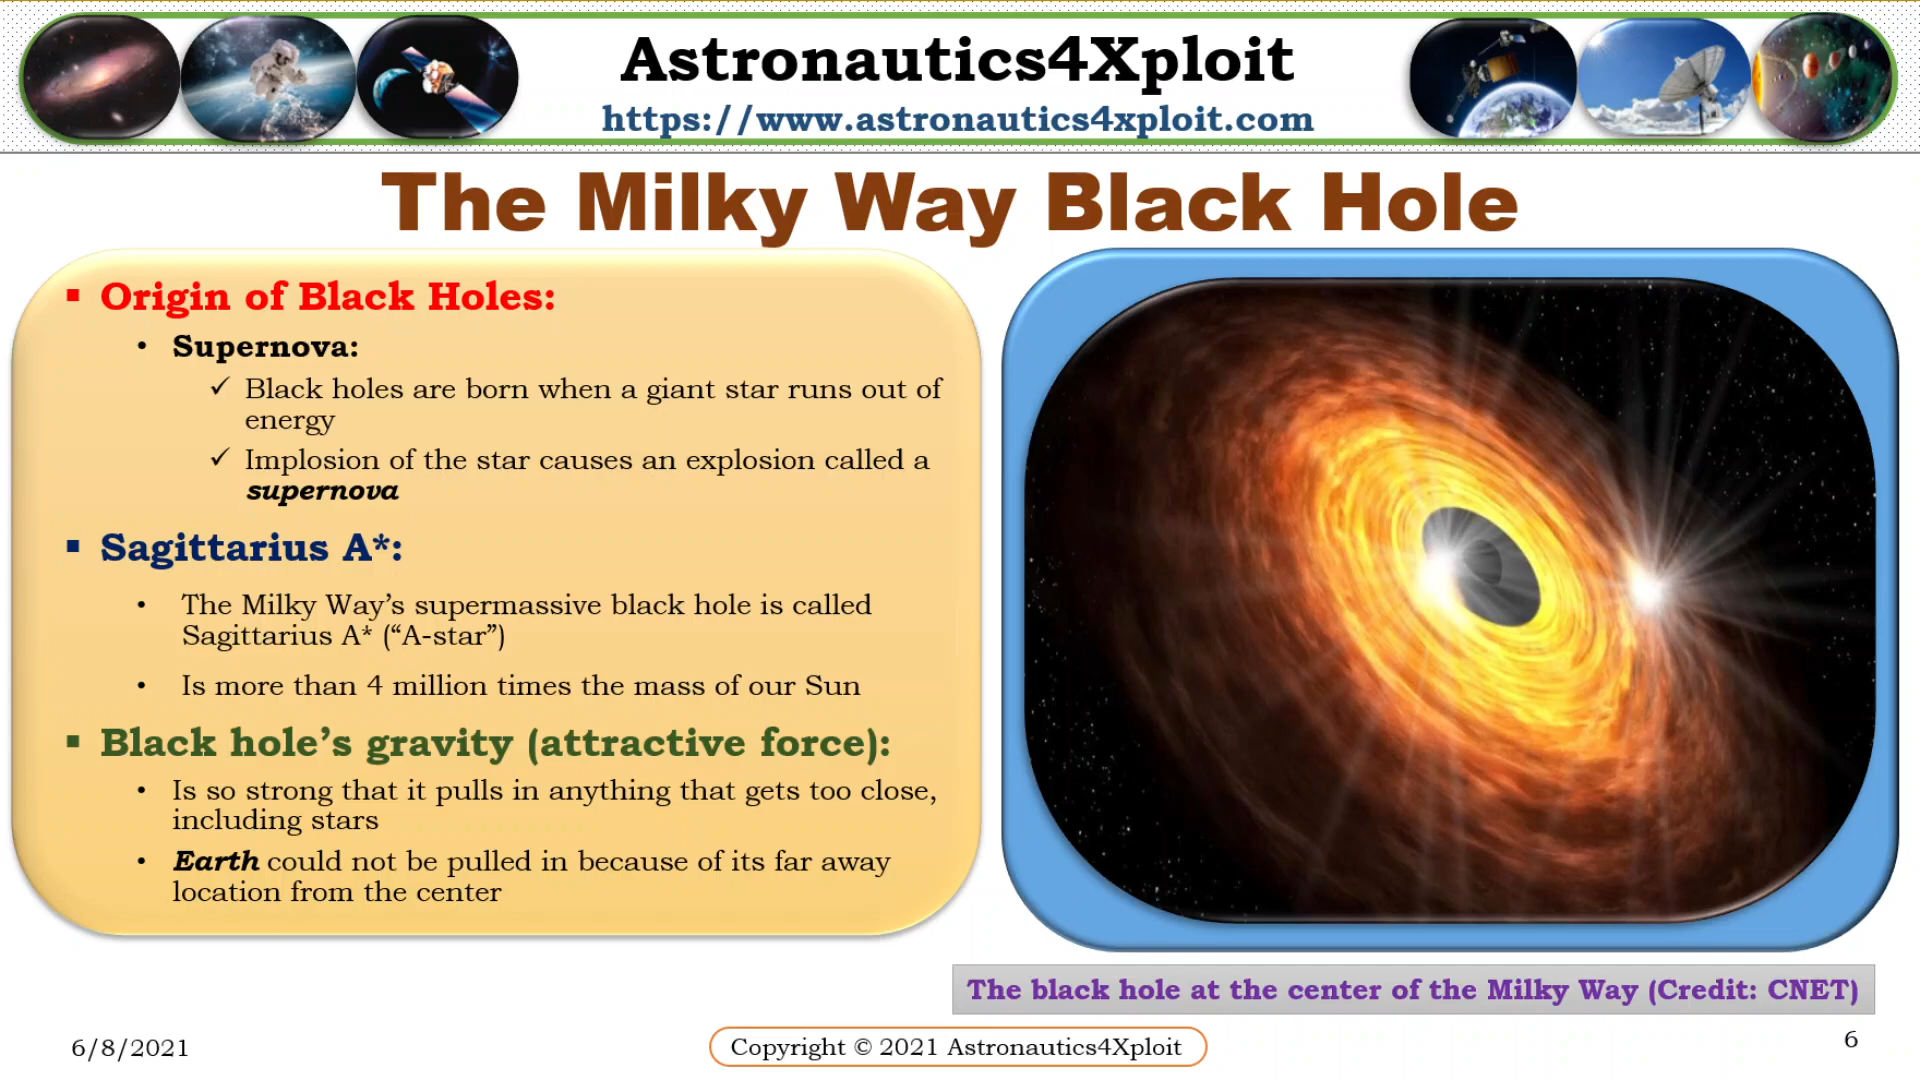 Astronautics4Xploit
https://www.astronautics4xploit.com
The Milky Way Black Hole
▪ Origin of Black Holes:
• Supernova:
✓ Black holes are born when a giant star runs out of
energy
✓ Implosion of the star causes an explosion called a
supernova
▪ Sagittarius A*:
• The Milky Way’s supermassive black hole is called
Sagittarius A* (“A-star”)
• Is more than 4 million times the mass of our Sun
▪ Black hole’s gravity (attractive force):
• Is so strong that it pulls in anything that gets too close,
including stars
• Earth could not be pulled in because of its far away
location from the center
The black hole at the center of the Milky Way (Credit: CNET)
6/8/2021
Copyright © 2021 Astronautics4Xploit
6